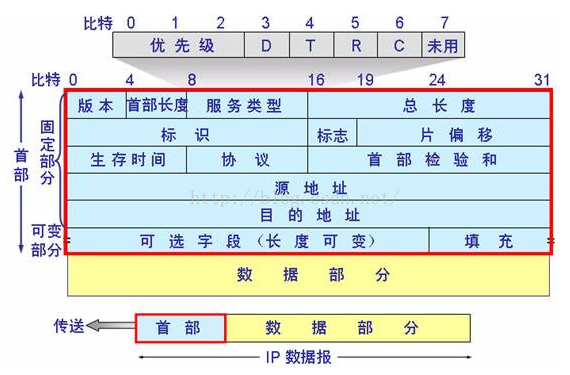 比特 0 1 2 3 4 5 6 7
优先级 D T R C 未用
比特 0 4 8 16 19 24 31
版本 首部长度 服务类型 总长度
标识 标志 片偏移
生存时间 协议 首部检验和
源地址
http://blog.csdn.net/
目的地址
可选字段（长度可变） 填充
数据部分
首部
固定部分
可变部分
传送 首部 数据部分
IP 数据报